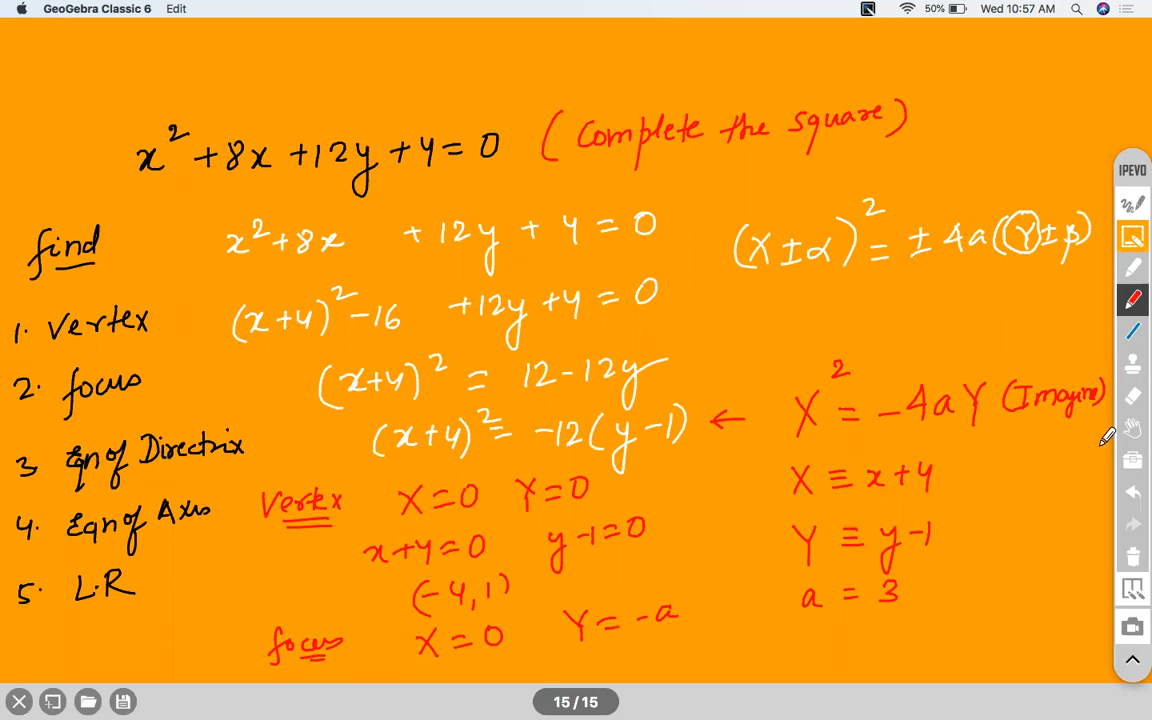 GeoGebra Classic 6 Edit 50% Wed 10:57 AM
x² + 8x + 12y + 4 = 0 (Complete the square)
IPEVO
find
x² + 8x + 12y + 4 = 0
(X ± α)² = ± 4a(Y ± β)
1. Vertex
(x+4)² - 16 + 12y + 4 = 0
2. focus
(x+4)² = 12 - 12y
X² = -4aY (Imagine)
(x+4)² = -12(y-1) ←
3 Eqn of Directrix
Vertex X = 0 Y = 0
X ≡ x+4
4. Eqn of Axis
x+4 = 0 y-1 = 0
Y ≡ y-1
5. L.R
(-4, 1)
a = 3
focus X = 0 Y = -a
15 / 15